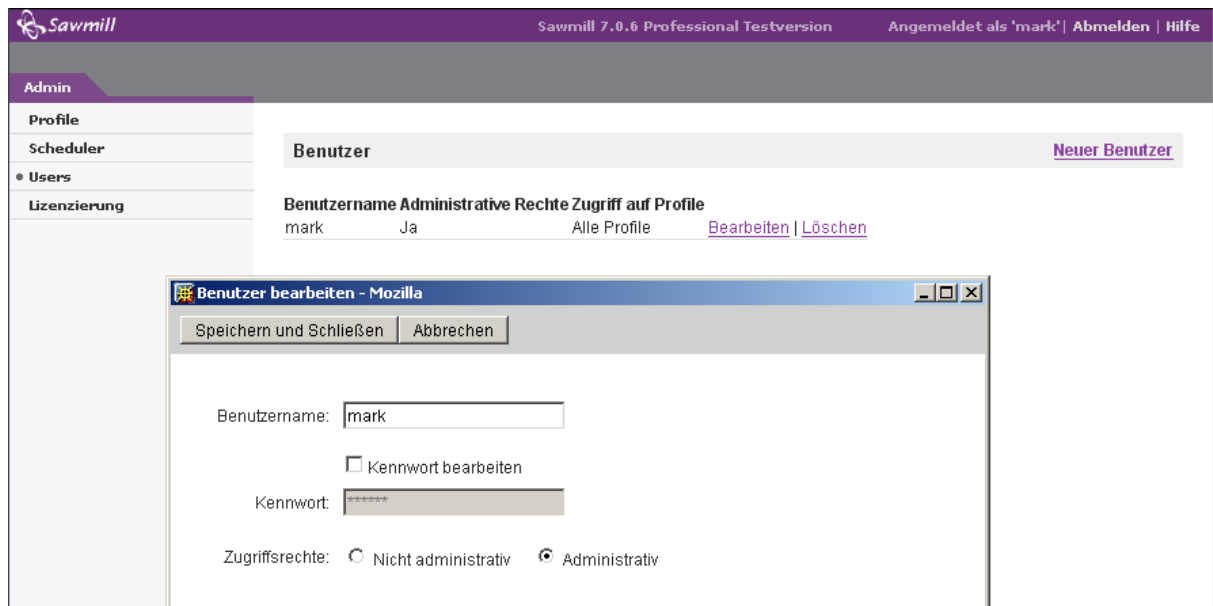 Sawmill Sawmill 7.0.6 Professional Testversion Angemeldet als 'mark'| Abmelden | Hilfe
Admin
Profile
Scheduler
Users
Lizenzierung
Benutzer Neuer Benutzer
Benutzername Administrative Rechte Zugriff auf Profile
mark Ja Alle Profile Bearbeiten | Löschen
Benutzer bearbeiten - Mozilla
Speichern und Schließen Abbrechen
Benutzername: mark
Kennwort bearbeiten
Kennwort: ******
Zugriffsrechte: Nicht administrativ Administrativ